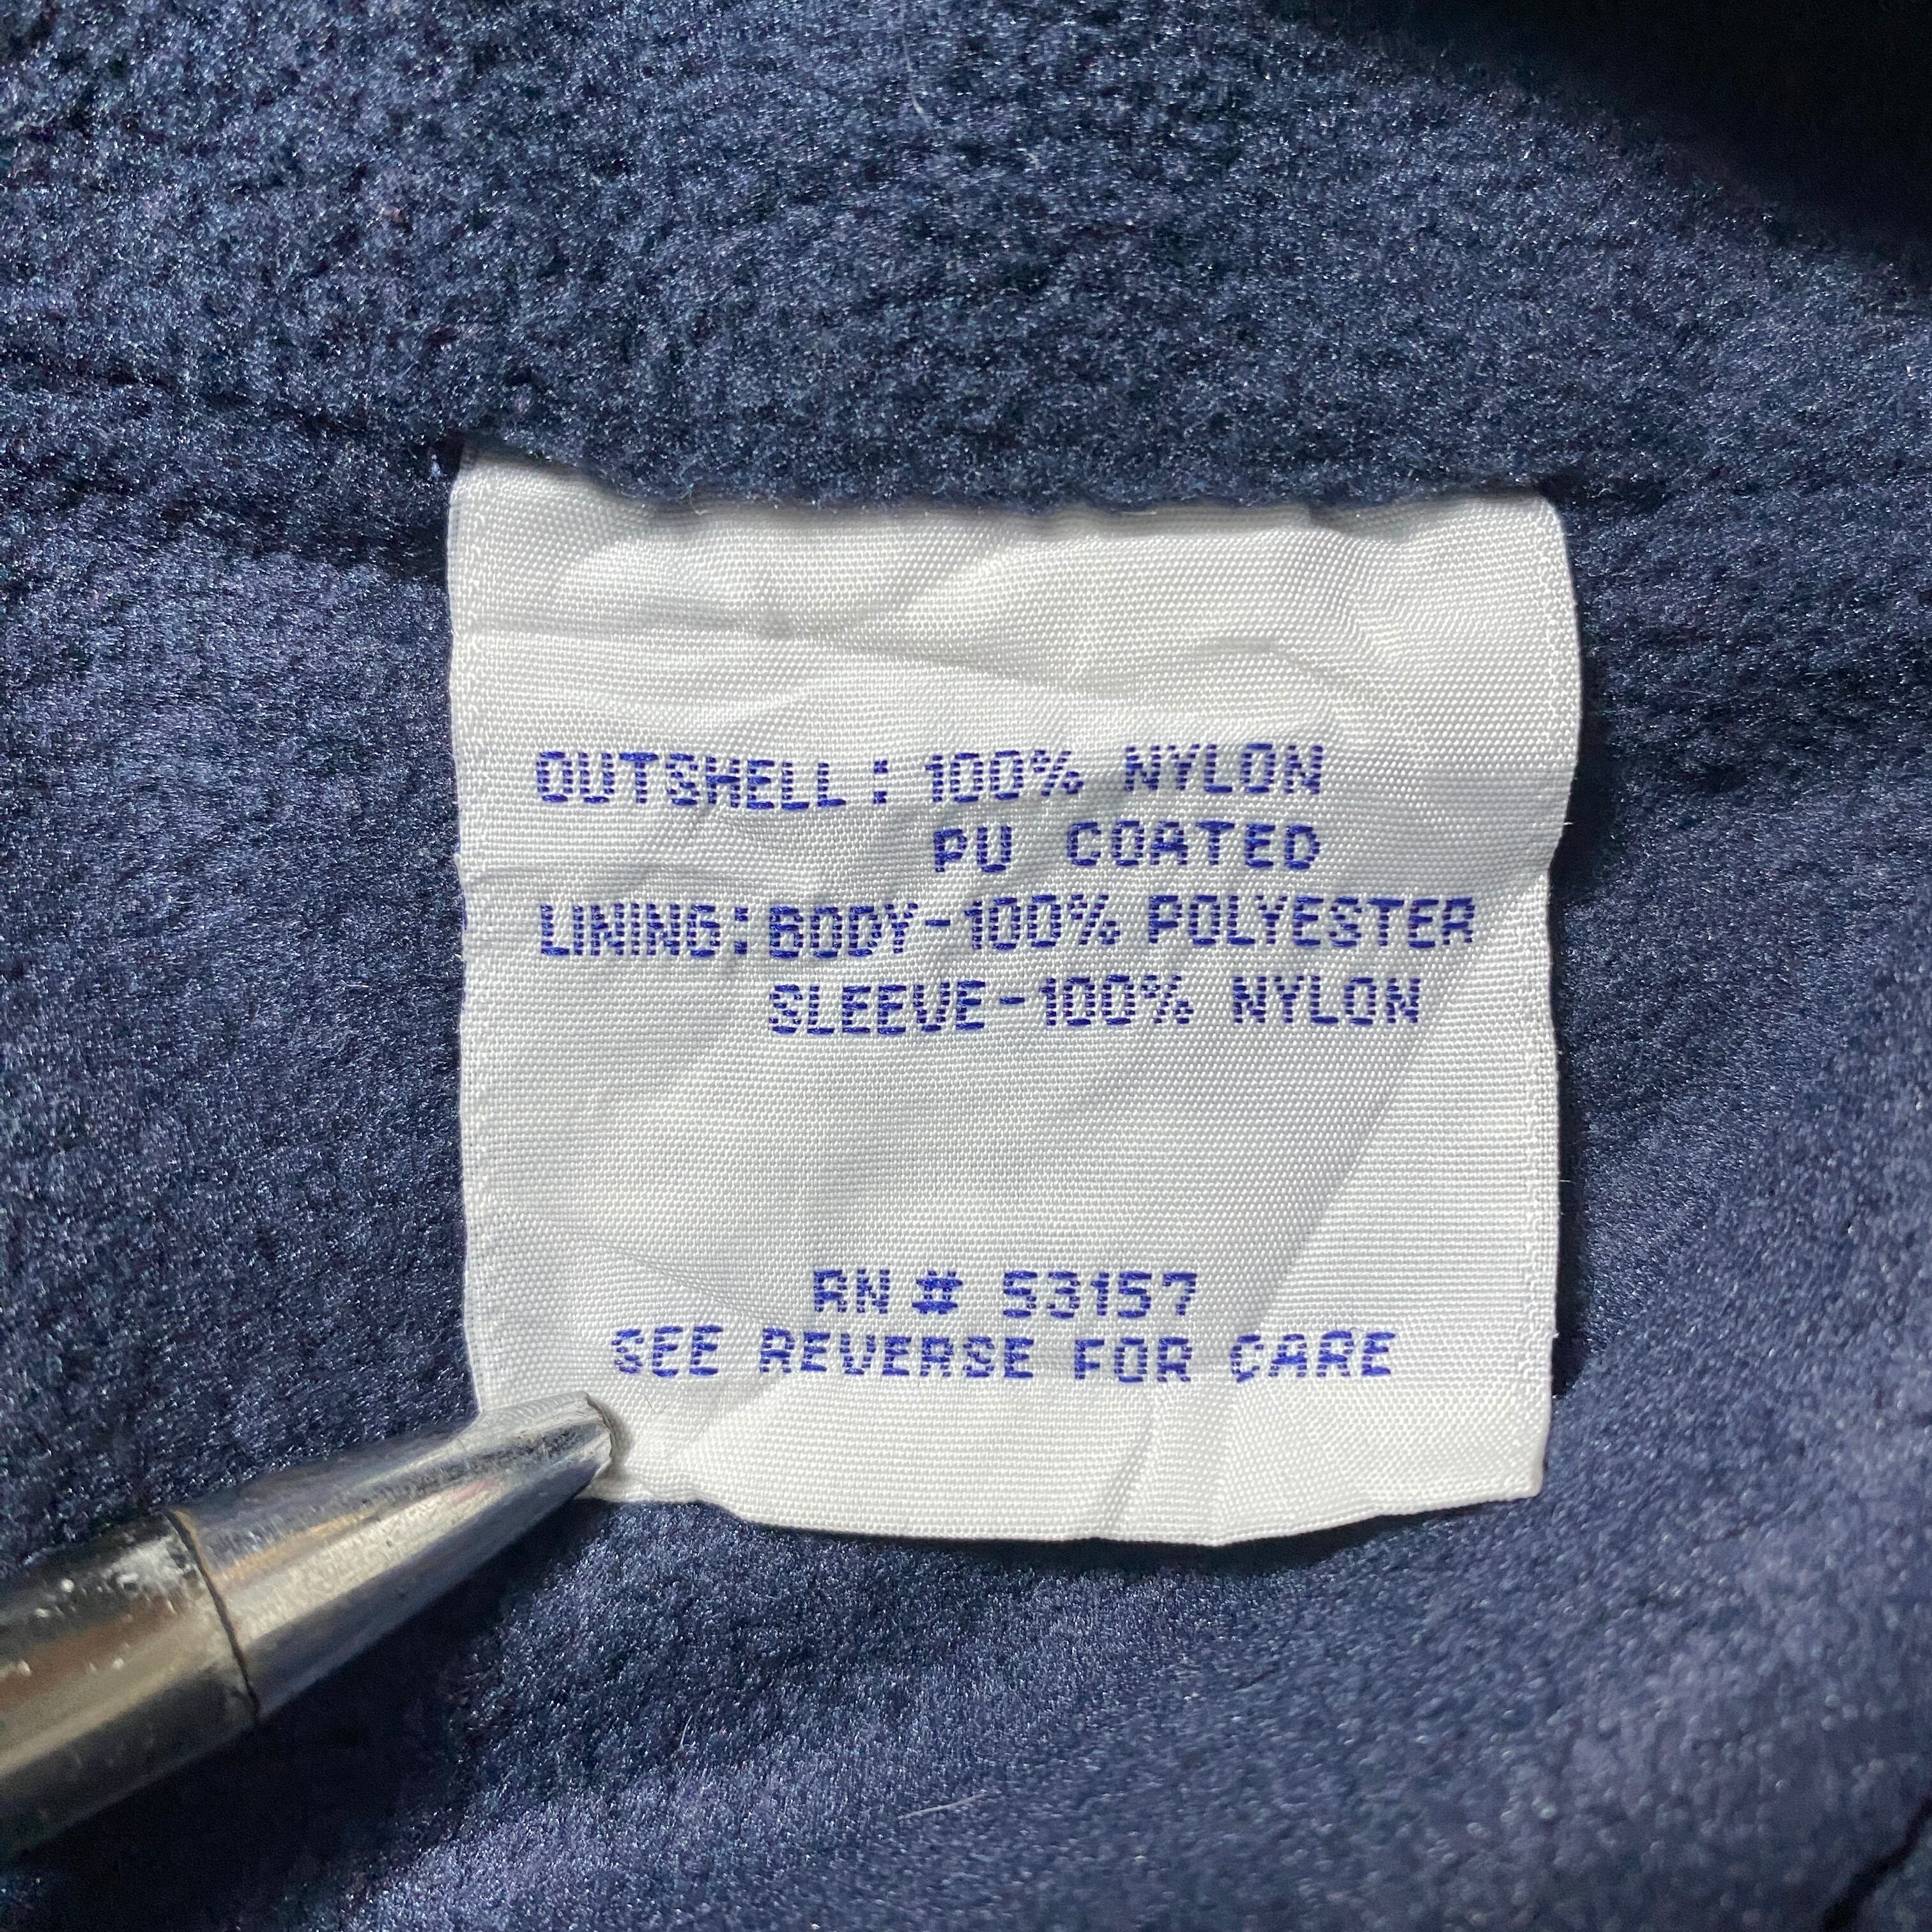 OUTSHELL: 100% NYLON
PU COATED
LINING: BODY-100% POLYESTER
SLEEVE-100% NYLON
RN # 53157
SEE REVERSE FOR CARE